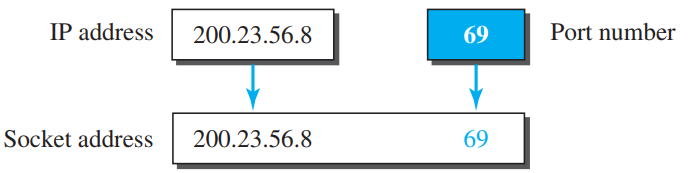 IP address 200.23.56.8 69 Port number
Socket address 200.23.56.8 69